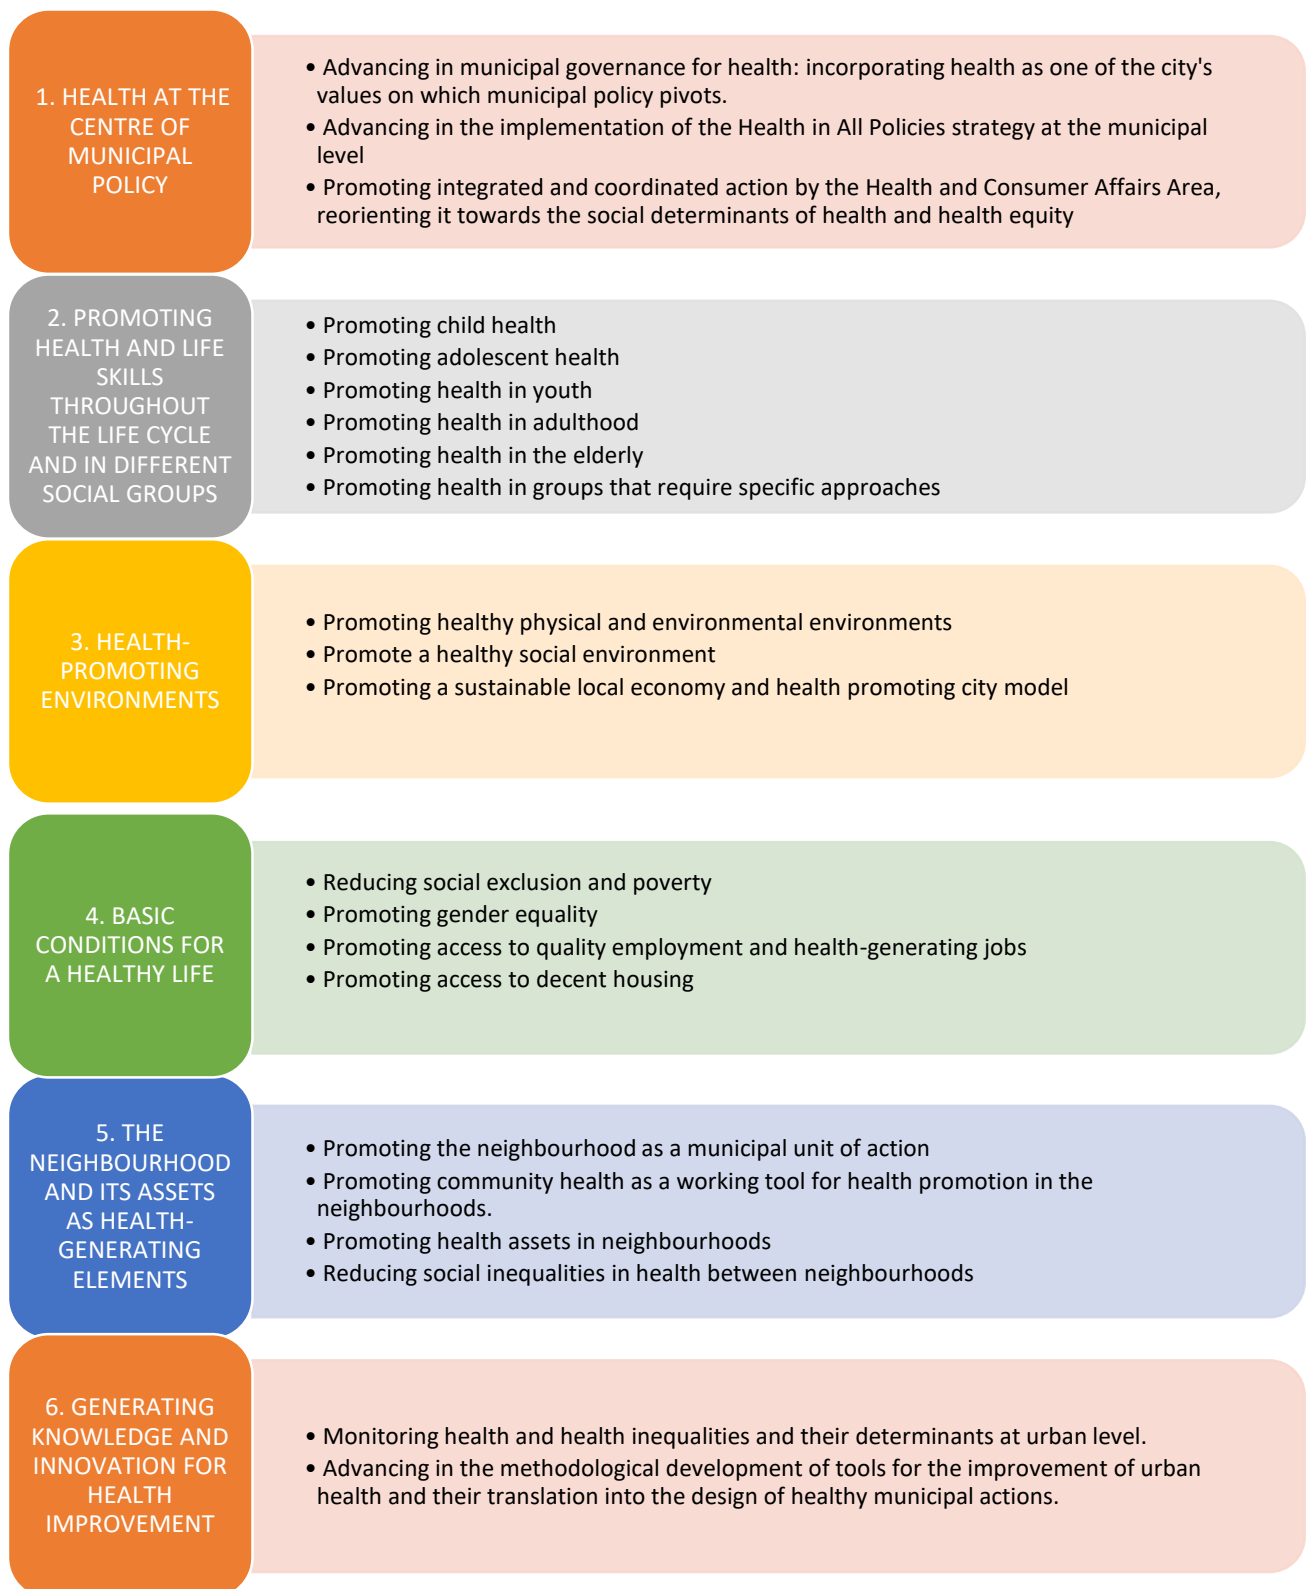 1. HEALTH AT THE
CENTRE OF
MUNICIPAL
POLICY
• Advancing in municipal governance for health: incorporating health as one of the city's
values on which municipal policy pivots.
• Advancing in the implementation of the Health in All Policies strategy at the municipal
level
• Promoting integrated and coordinated action by the Health and Consumer Affairs Area,
reorienting it towards the social determinants of health and health equity
2. PROMOTING
HEALTH AND LIFE
SKILLS
THROUGHOUT
THE LIFE CYCLE
AND IN DIFFERENT
SOCIAL GROUPS
• Promoting child health
• Promoting adolescent health
• Promoting health in youth
• Promoting health in adulthood
• Promoting health in the elderly
• Promoting health in groups that require specific approaches
3. HEALTH-
PROMOTING
ENVIRONMENTS
• Promoting healthy physical and environmental environments
• Promote a healthy social environment
• Promoting a sustainable local economy and health promoting city model
4. BASIC
CONDITIONS FOR
A HEALTHY LIFE
• Reducing social exclusion and poverty
• Promoting gender equality
• Promoting access to quality employment and health-generating jobs
• Promoting access to decent housing
5. THE
NEIGHBOURHOOD
AND ITS ASSETS
AS HEALTH-
GENERATING
ELEMENTS
• Promoting the neighbourhood as a municipal unit of action
• Promoting community health as a working tool for health promotion in the
neighbourhoods.
• Promoting health assets in neighbourhoods
• Reducing social inequalities in health between neighbourhoods
6. GENERATING
KNOWLEDGE AND
INNOVATION FOR
HEALTH
IMPROVEMENT
• Monitoring health and health inequalities and their determinants at urban level.
• Advancing in the methodological development of tools for the improvement of urban
health and their translation into the design of healthy municipal actions.